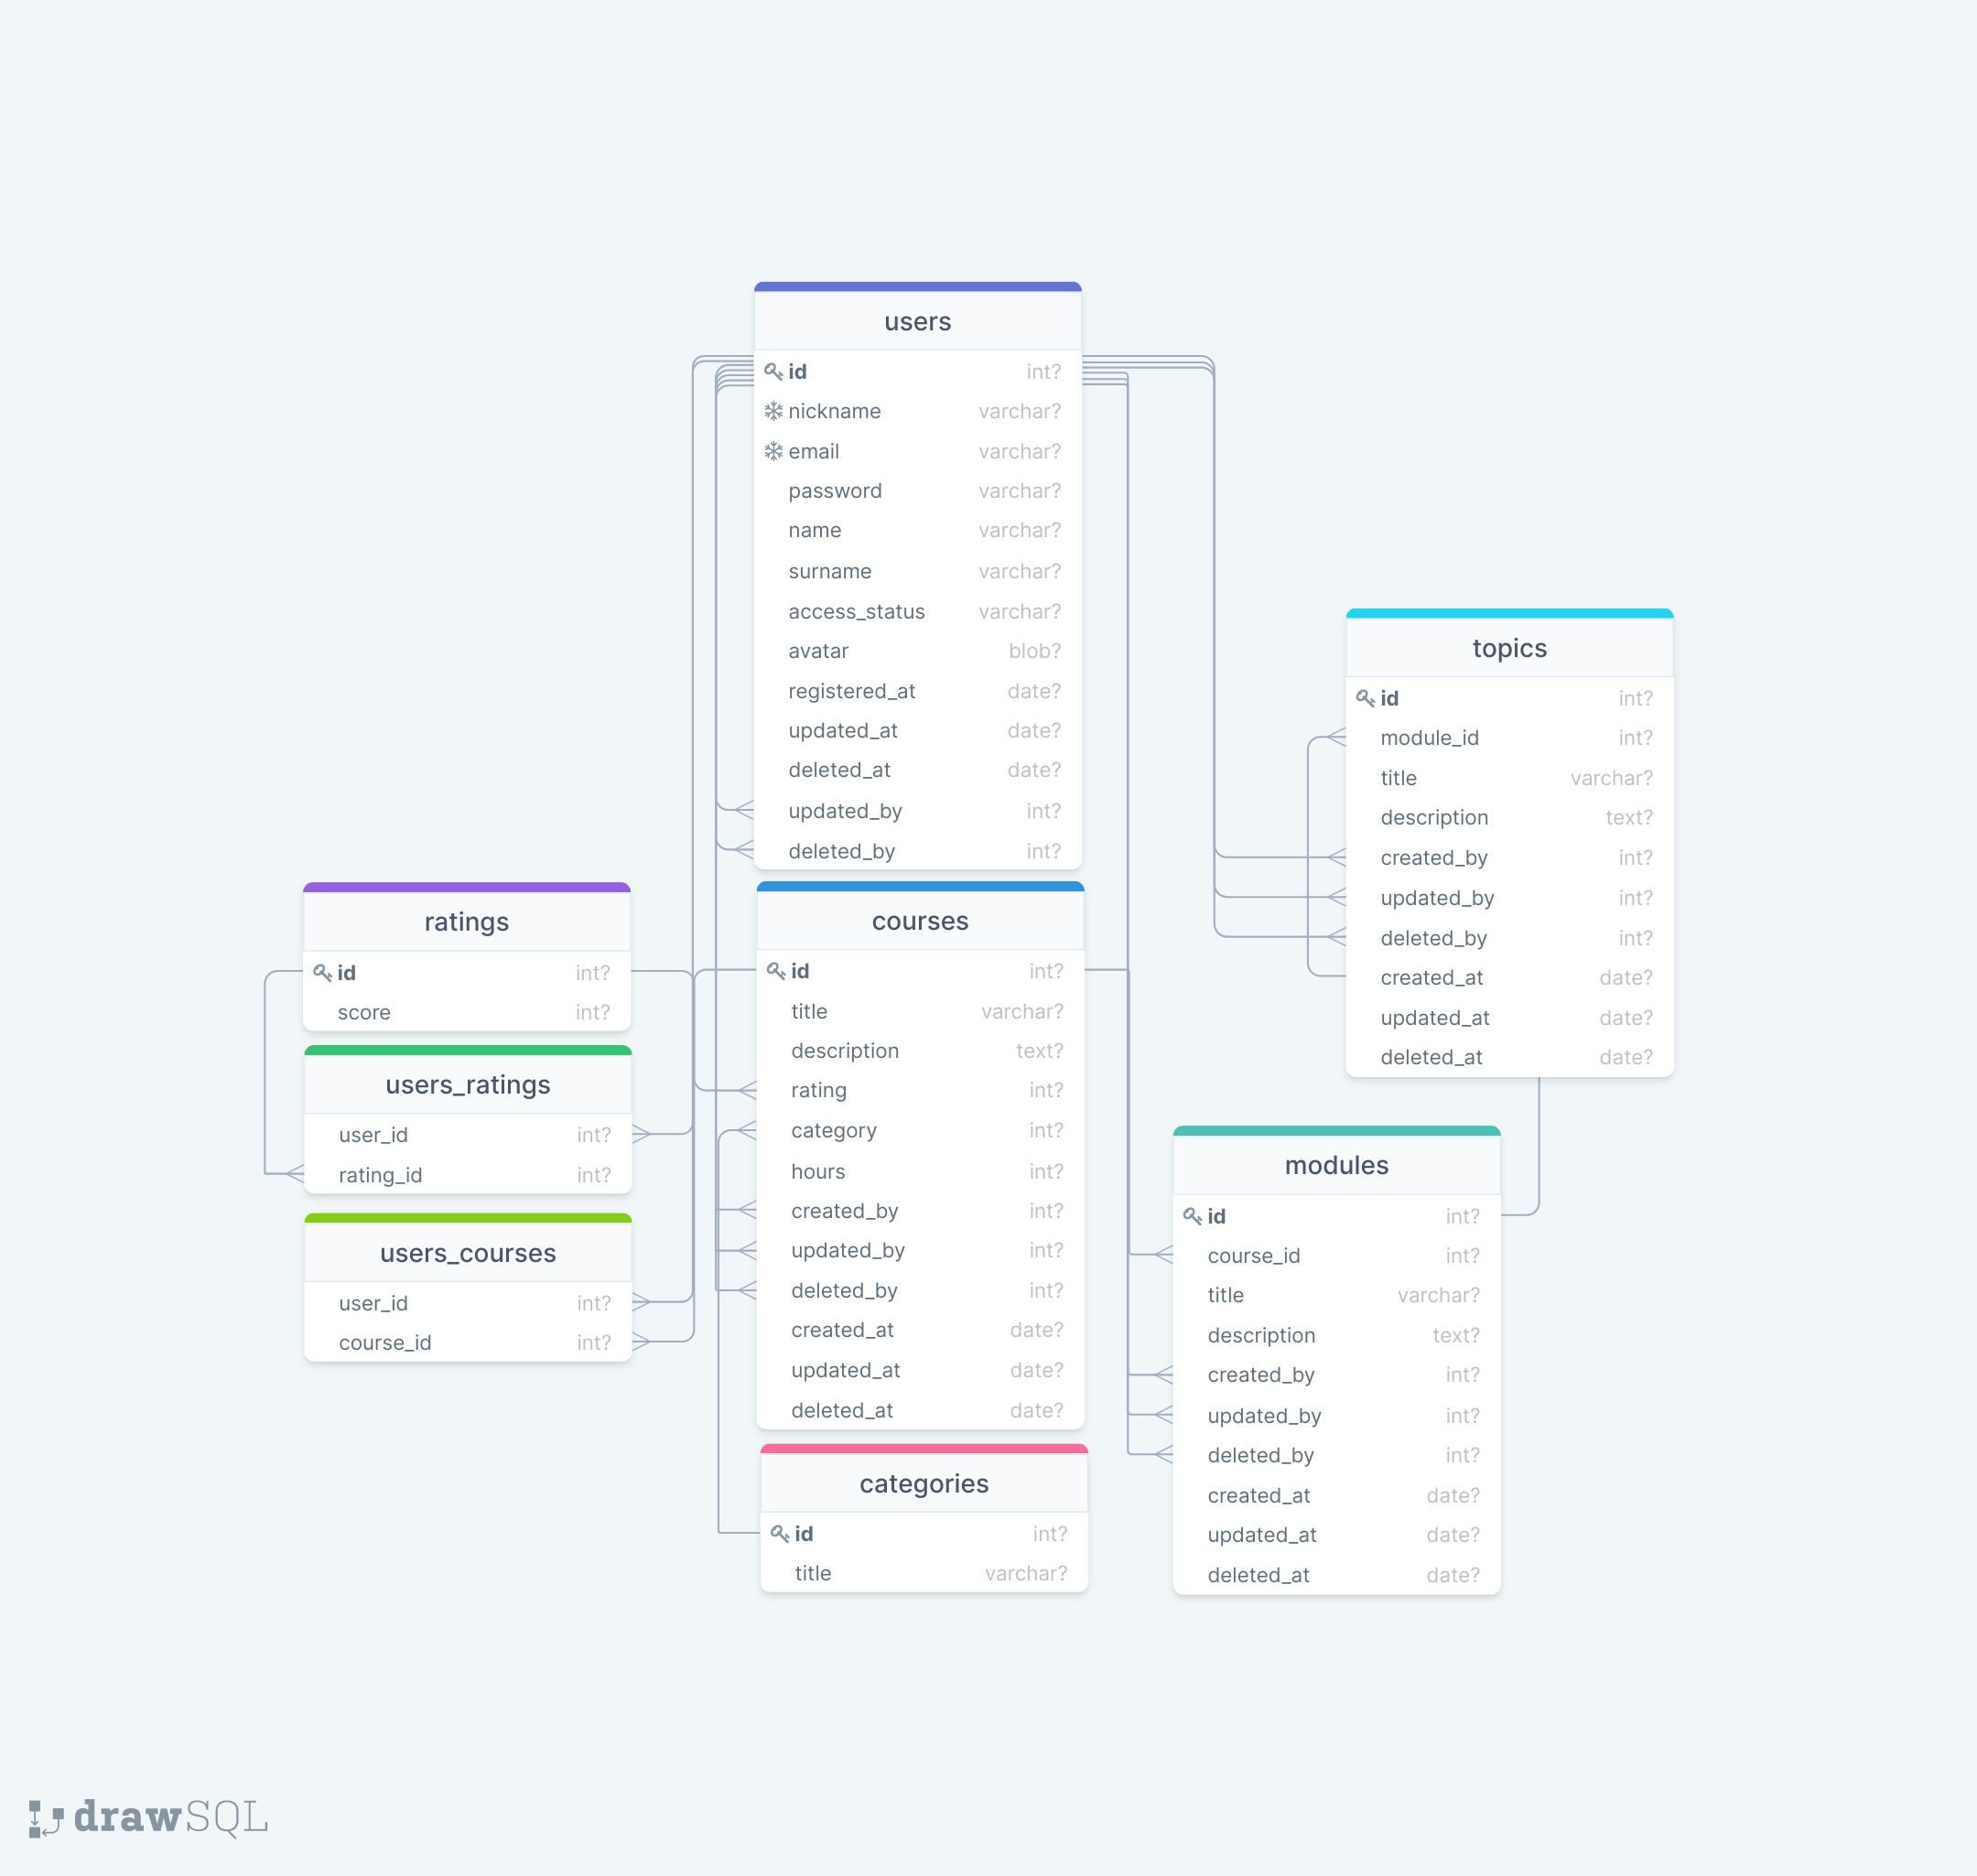 users
id int?
nickname varchar?
email varchar?
password varchar?
name varchar?
surname varchar?
access_status varchar?
avatar blob?
registered_at date?
updated_at date?
deleted_at date?
updated_by int?
deleted_by int?
topics
id int?
module_id int?
title varchar?
description text?
created_by int?
updated_by int?
deleted_by int?
created_at date?
updated_at date?
deleted_at date?
ratings
id int?
score int?
users_ratings
user_id int?
rating_id int?
users_courses
user_id int?
course_id int?
courses
id int?
title varchar?
description text?
rating int?
category int?
hours int?
created_by int?
updated_by int?
deleted_by int?
created_at date?
updated_at date?
deleted_at date?
categories
id int?
title varchar?
modules
id int?
course_id int?
title varchar?
description text?
created_by int?
updated_by int?
deleted_by int?
created_at date?
updated_at date?
deleted_at date?
drawSQL